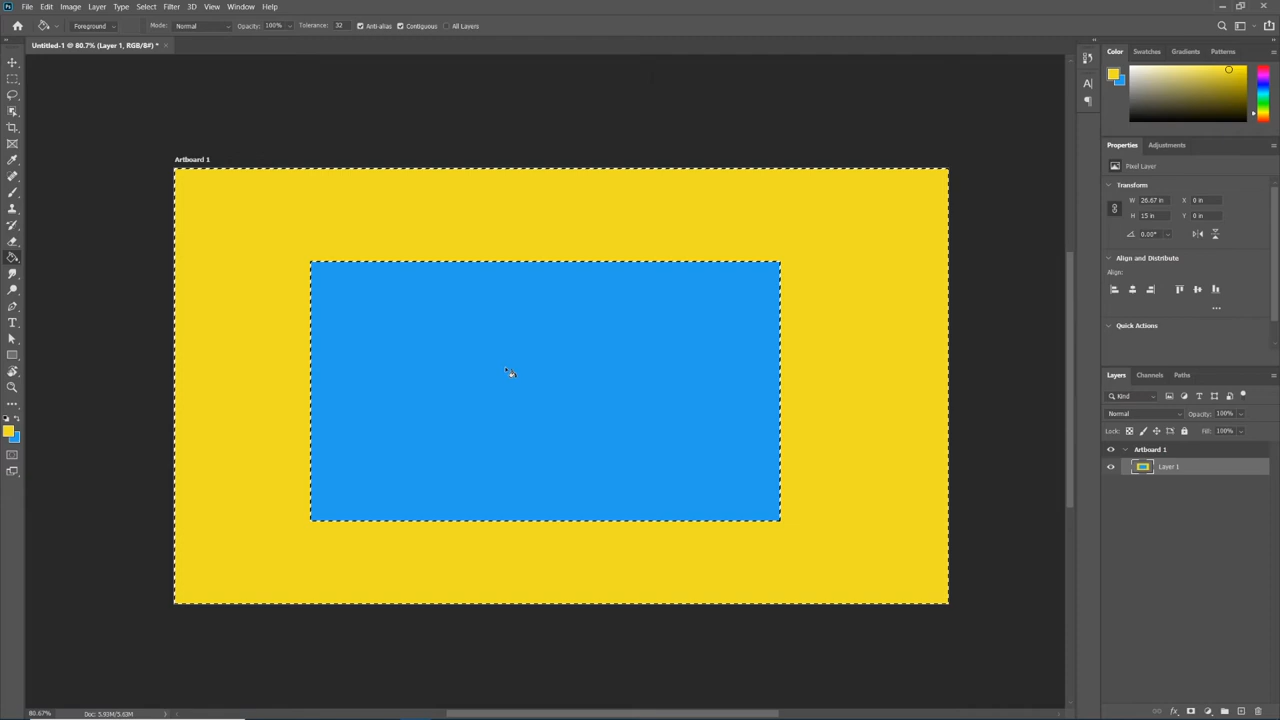 Ps File Edit Image Layer Type Select Filter 3D View Window Help
Foreground Mode: Normal Opacity: 100% Tolerance: 32 Anti-alias Contiguous All Layers
Untitled-1 @ 80.7% (Layer 1, RGB/8#) * ×
Color Swatches Gradients Patterns
A|
Properties Adjustments
Artboard 1
Pixel Layer
Transform
W 26.67 in X 0 in
H 15 in Y 0 in
0.00°
Align and Distribute
Align:
Quick Actions
Layers Channels Paths
Kind
Normal Opacity: 100%
Lock: Fill: 100%
Artboard 1
Layer 1
80.67% Doc: 5.93M/5.63M